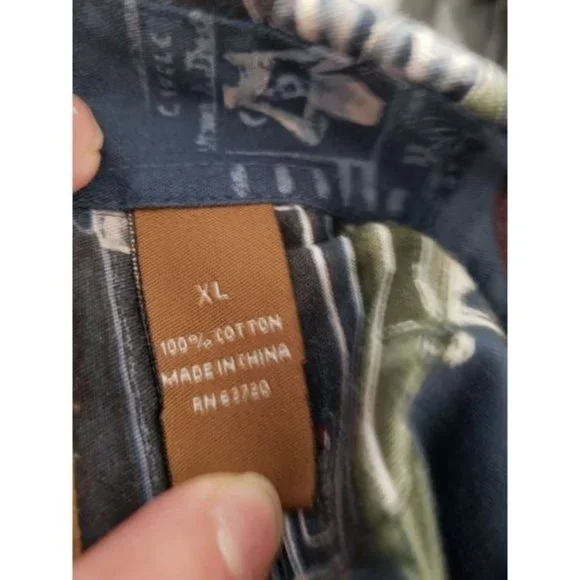 XL
100% COTTON
MADE IN CHINA
RN 63720